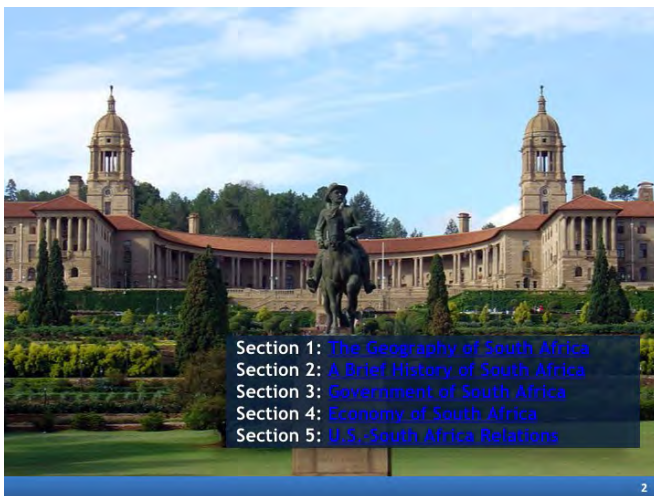 Section 1: The Geography of South Africa
Section 2: A Brief History of South Africa
Section 3: Government of South Africa
Section 4: Economy of South Africa
Section 5: U.S.-South Africa Relations
2